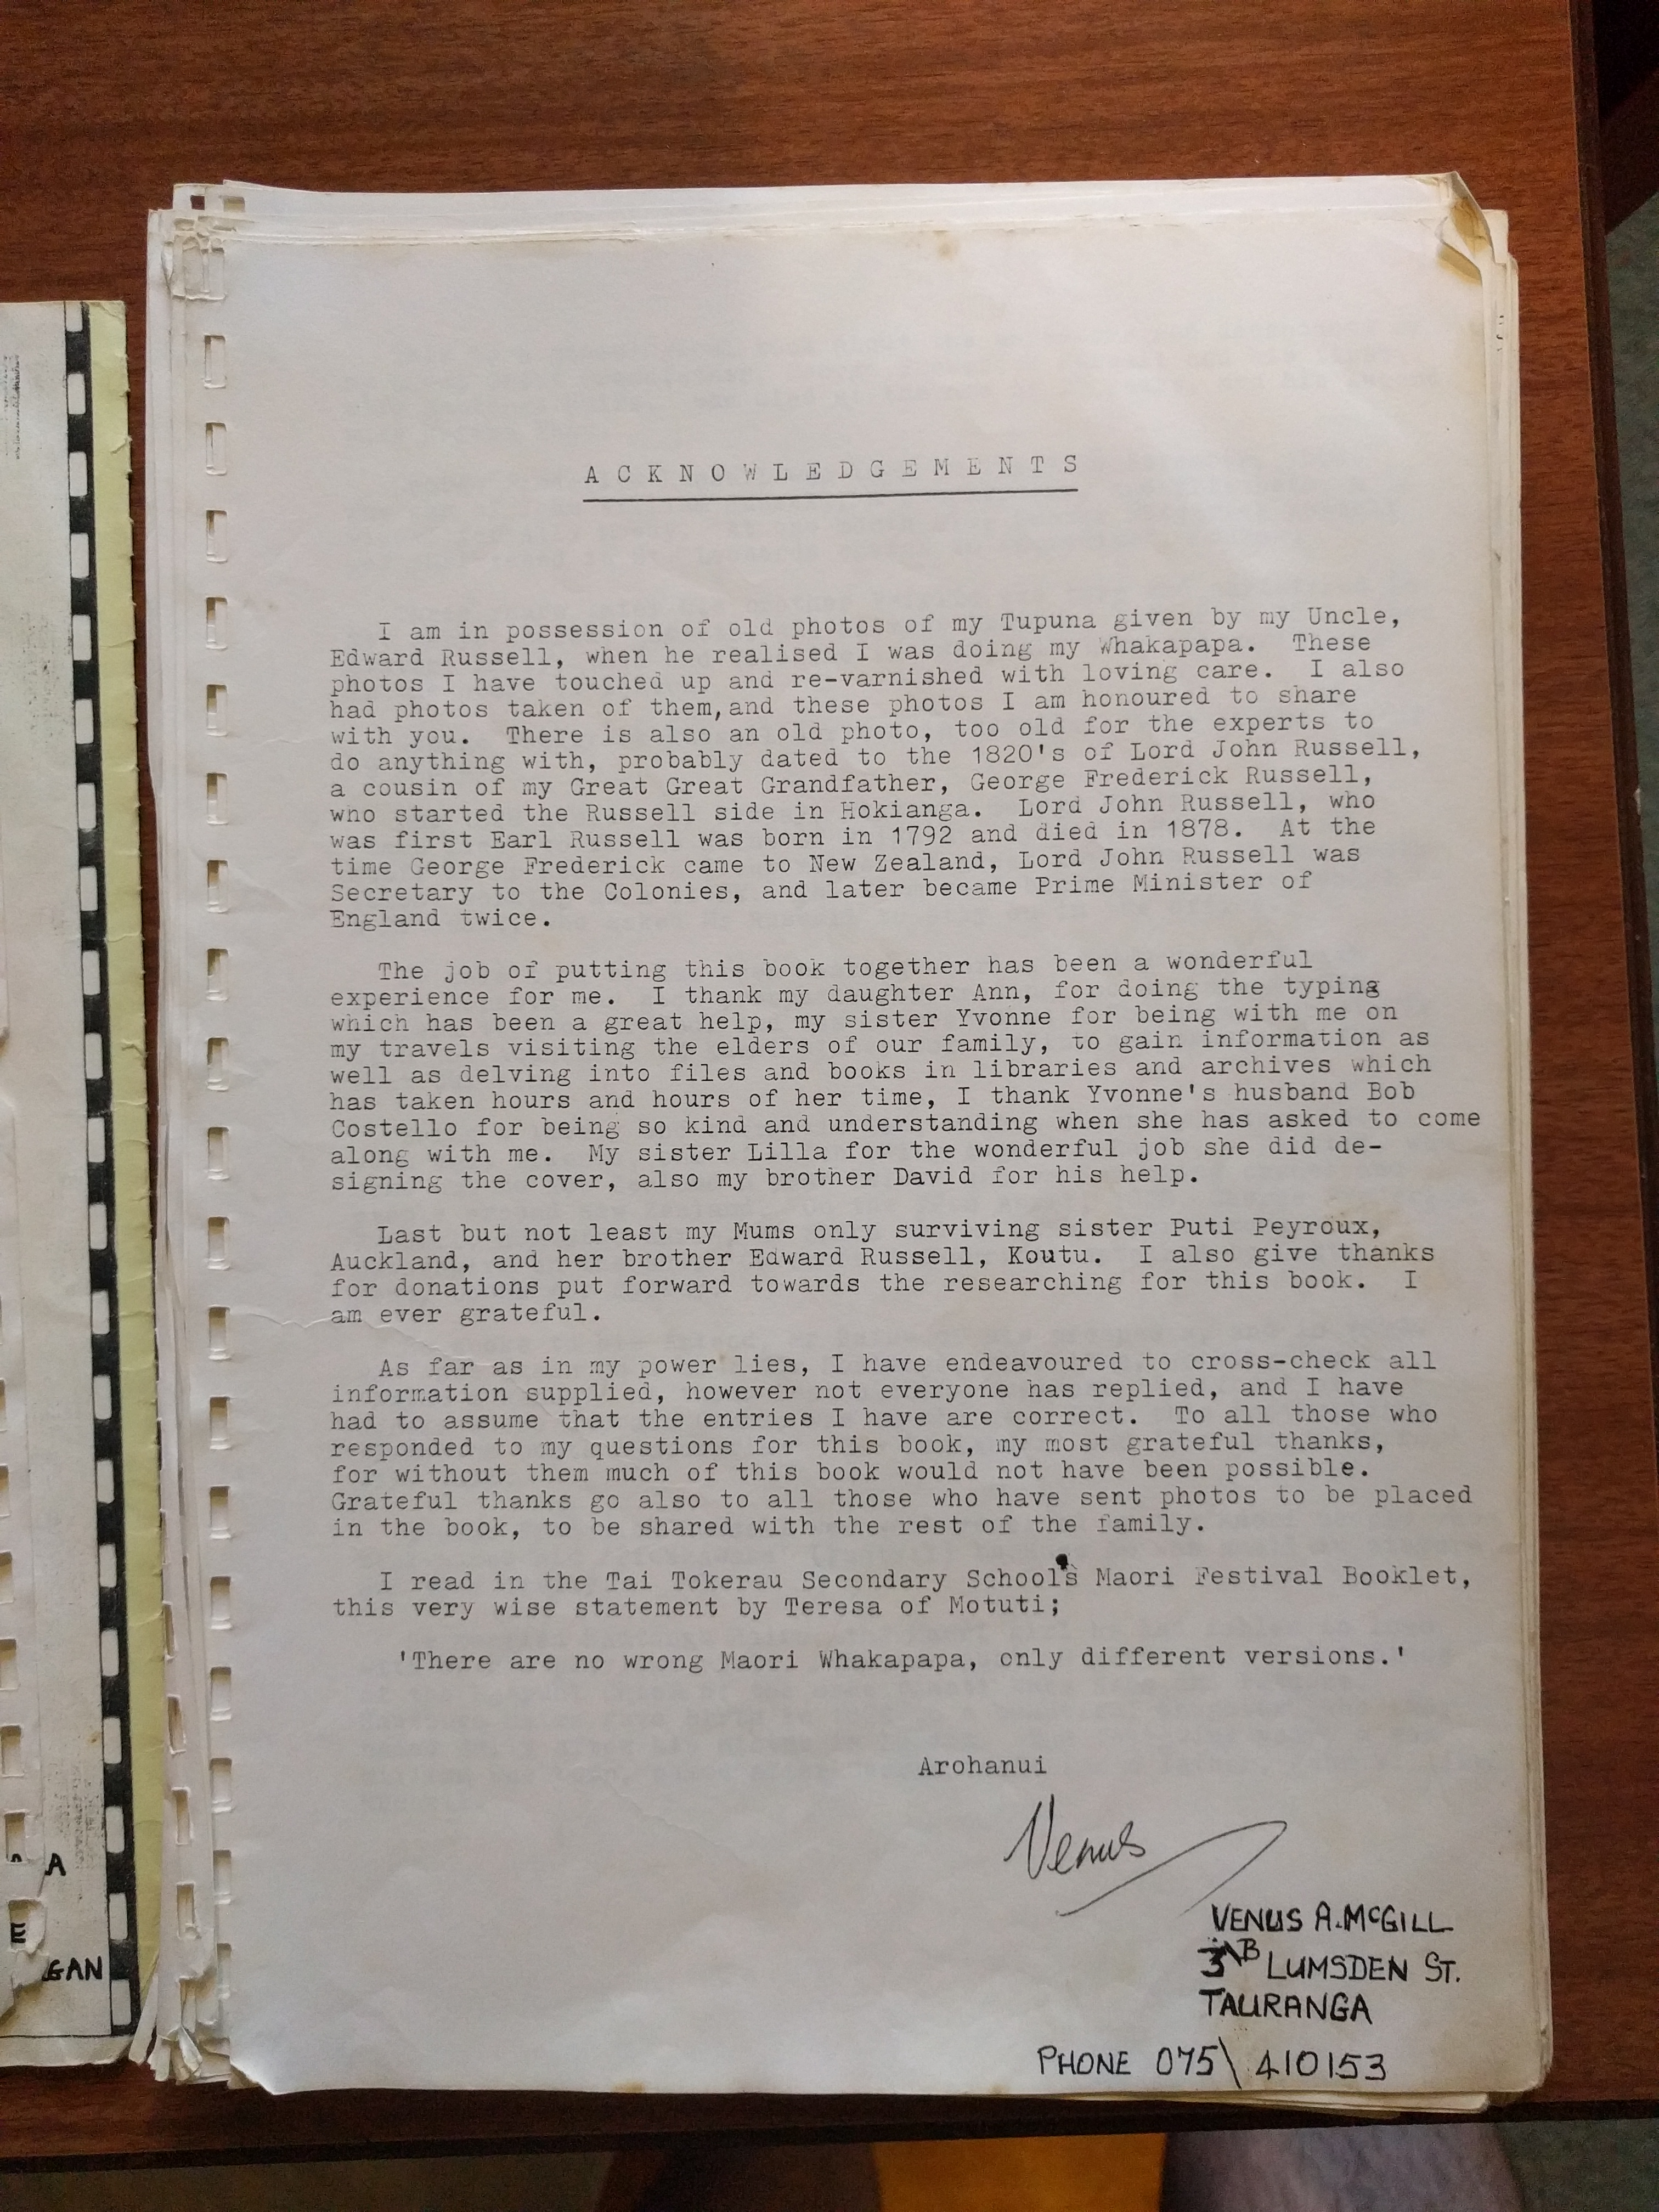 ACKNOWLEDGEMENTS
I am in possession of old photos of my Tupuna given by my Uncle,
Edward Russell, when he realised I was doing my Whakapapa. These
photos I have touched up and re-varnished with loving care. I also
had photos taken of them, and these photos I am honoured to share
with you. There is also an old photo, too old for the experts to
do anything with, probably dated to the 1820's of Lord John Russell,
a cousin of my Great Great Grandfather, George Frederick Russell,
who started the Russell side in Hokianga. Lord John Russell, who
was first Earl Russell was born in 1792 and died in 1878. At the
time George Frederick came to New Zealand, Lord John Russell was
Secretary to the Colonies, and later became Prime Minister of
England twice.
The job of putting this book together has been a wonderful
experience for me. I thank my daughter Ann, for doing the typing
which has been a great help, my sister Yvonne for being with me on
my travels visiting the elders of our family, to gain information as
well as delving into files and books in libraries and archives which
has taken hours and hours of her time, I thank Yvonne's husband Bob
Costello for being so kind and understanding when she has asked to come
along with me. My sister Lilla for the wonderful job she did de-
signing the cover, also my brother David for his help.
Last but not least my Mums only surviving sister Puti Peyroux,
Auckland, and her brother Edward Russell, Koutu. I also give thanks
for donations put forward towards the researching for this book. I
am ever grateful.
As far as in my power lies, I have endeavoured to cross-check all
information supplied, however not everyone has replied, and I have
had to assume that the entries I have are correct. To all those who
responded to my questions for this book, my most grateful thanks,
for without them much of this book would not have been possible.
Grateful thanks go also to all those who have sent photos to be placed
in the book, to be shared with the rest of the family.
I read in the Tai Tokerau Secondary School's Maori Festival Booklet,
this very wise statement by Teresa of Motuti;
'There are no wrong Maori Whakapapa, only different versions.'
Arohanui
Venus
VENUS A. McGILL
3\B LUMSDEN ST.
TAURANGA
PHONE 075\ 410153
A
E
GAN